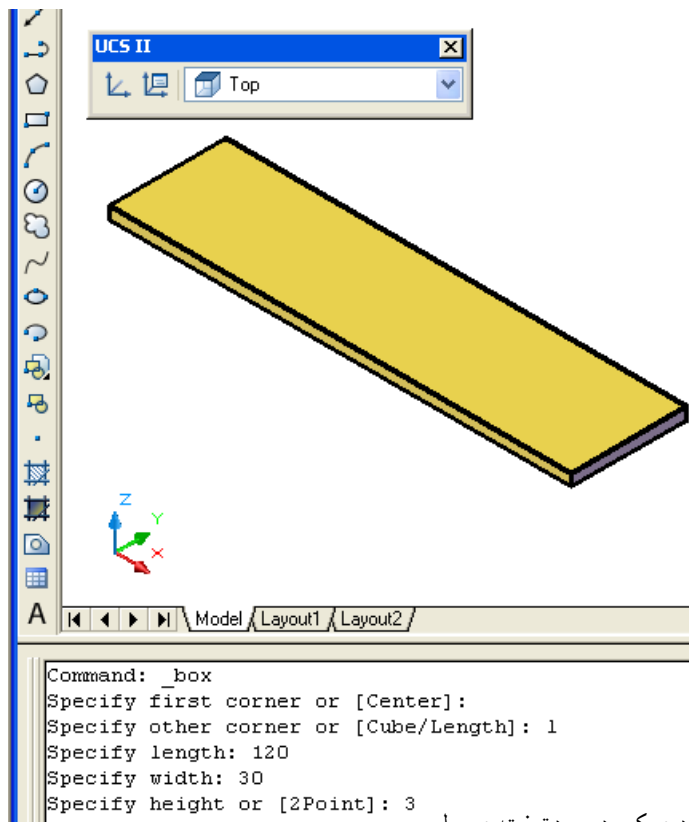 UCS II
Top
Z
Y
X
A
Model Layout1 Layout2
Command: _box
Specify first corner or [Center]:
Specify other corner or [Cube/Length]: l
Specify length: 120
Specify width: 30
Specify height or [2Point]: 3